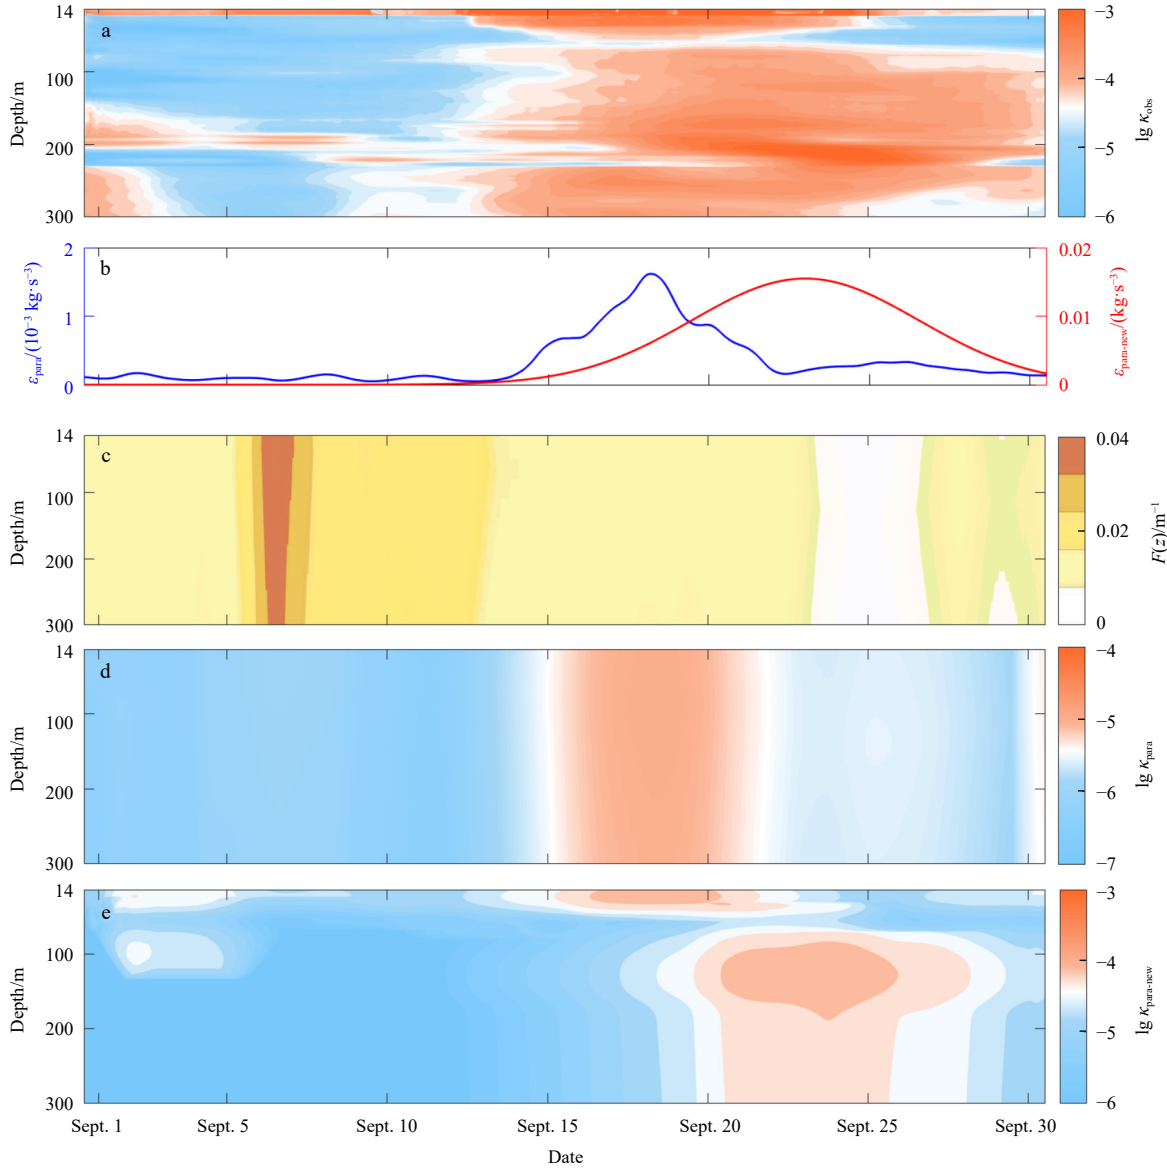 14
100
200
300
Depth/m
a
−3
−4
−5
−6
lg κobs
2
1
0
εpara/(10⁻³ kg·s⁻³)
b
0.02
0.01
0
εpara-new/(kg·s⁻³)
14
100
200
300
Depth/m
c
0.04
0.02
0
F(z)/m⁻¹
14
100
200
300
Depth/m
d
−4
−5
−6
−7
lg κpara
14
100
200
300
Depth/m
e
−3
−4
−5
−6
lg κpara-new
Sept. 1 Sept. 5 Sept. 10 Sept. 15 Sept. 20 Sept. 25 Sept. 30
Date